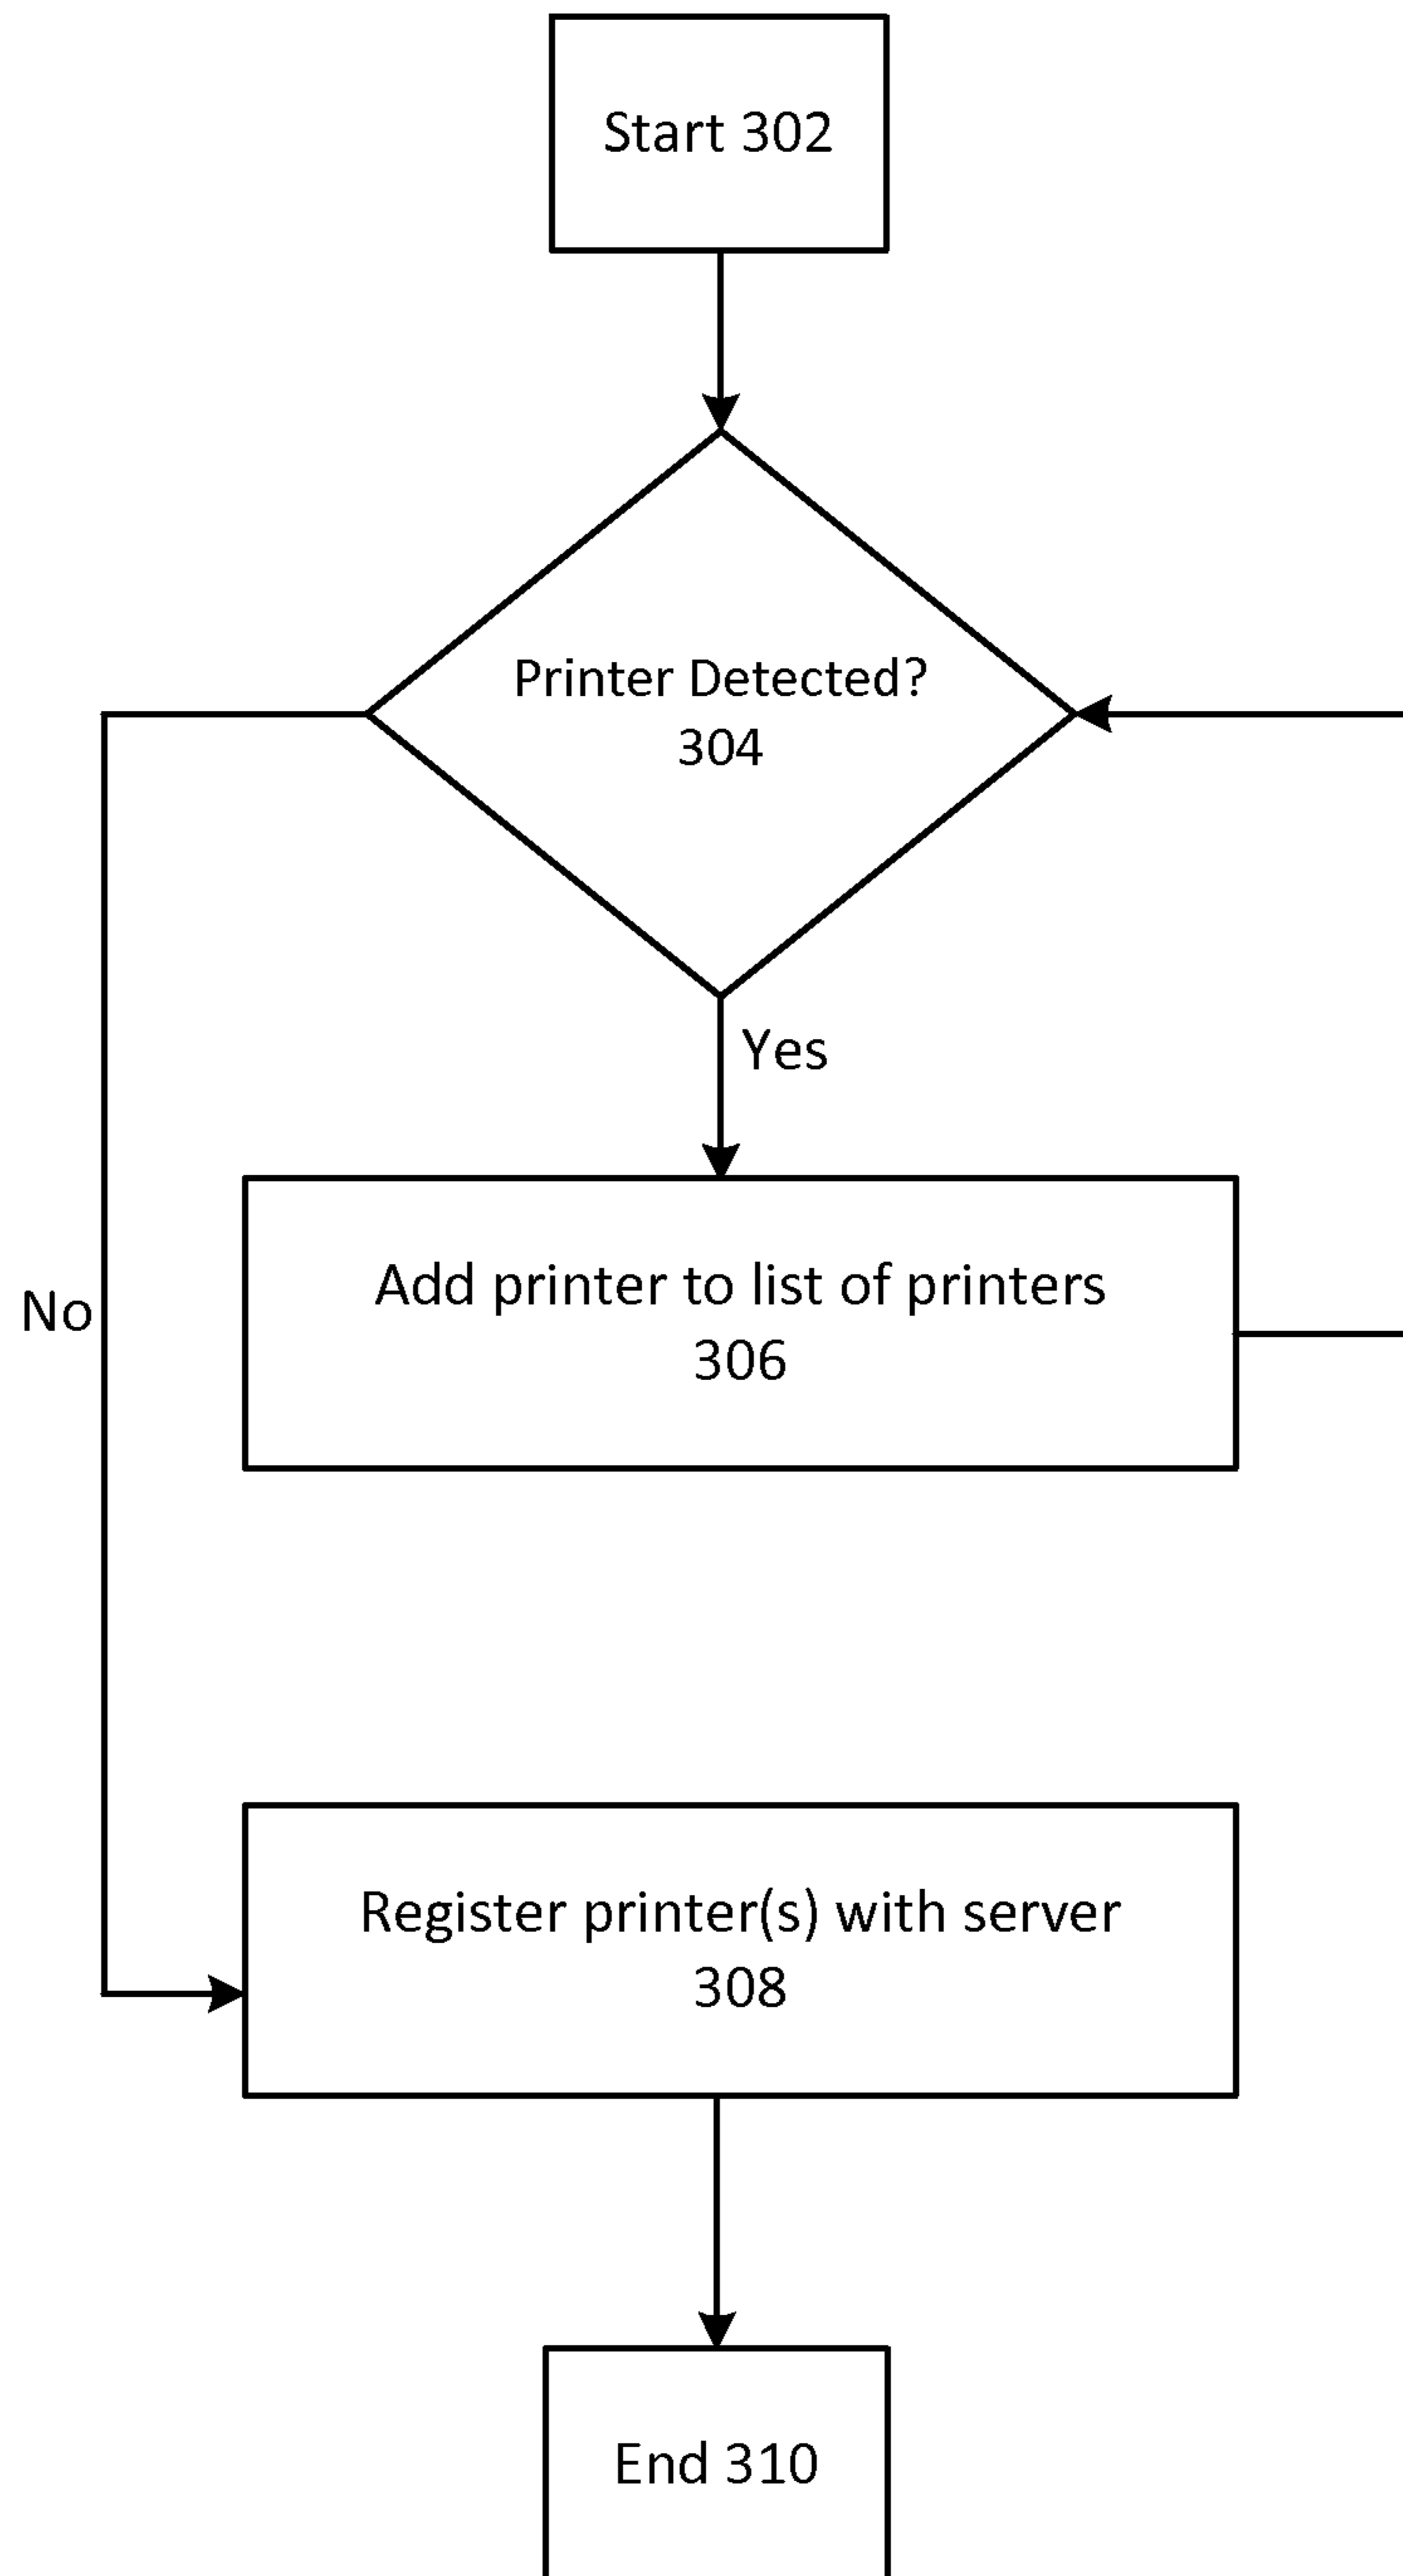 Start 302
Printer Detected?
304
Yes
Add printer to list of printers
306
No
Register printer(s) with server
308
End 310